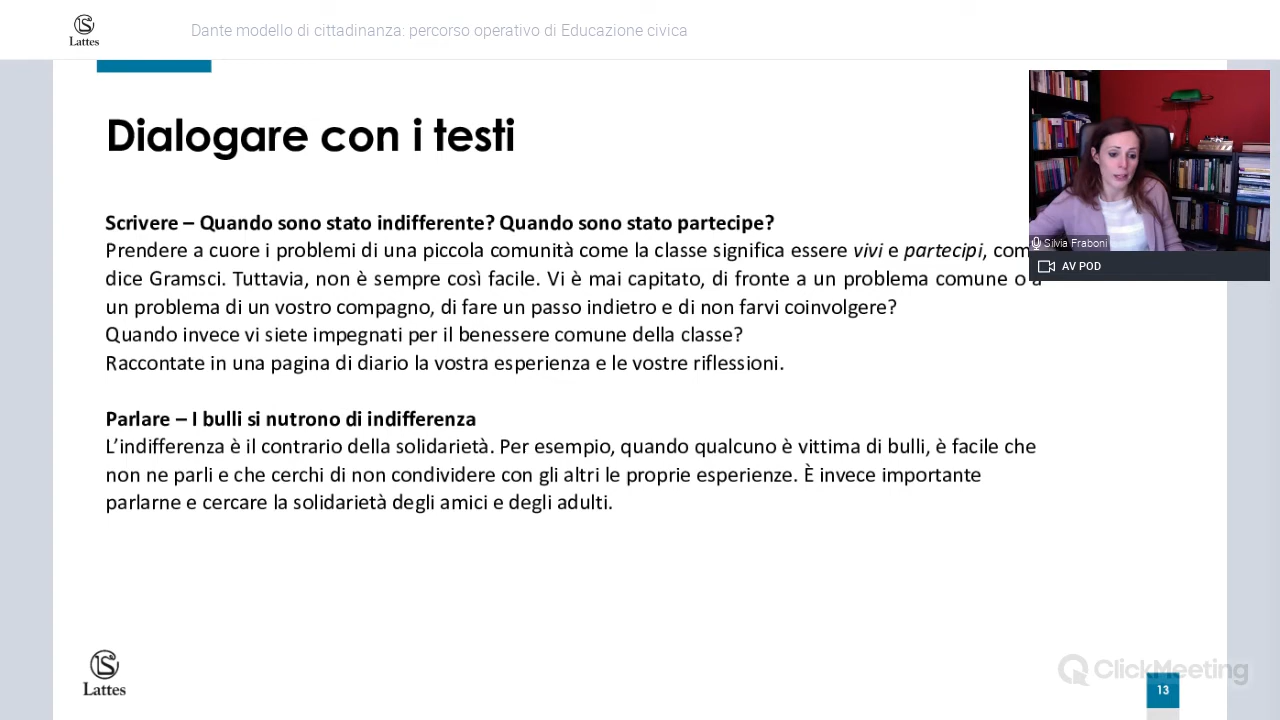 Lattes
Dante modello di cittadinanza: percorso operativo di Educazione civica
Dialogare con i testi
Scrivere – Quando sono stato indifferente? Quando sono stato partecipe?
Prendere a cuore i problemi di una piccola comunità come la classe significa essere vivi e partecipi, com
dice Gramsci. Tuttavia, non è sempre così facile. Vi è mai capitato, di fronte a un problema comune o a
un problema di un vostro compagno, di fare un passo indietro e di non farvi coinvolgere?
Quando invece vi siete impegnati per il benessere comune della classe?
Raccontate in una pagina di diario la vostra esperienza e le vostre riflessioni.
Parlare – I bulli si nutrono di indifferenza
L’indifferenza è il contrario della solidarietà. Per esempio, quando qualcuno è vittima di bulli, è facile che
non ne parli e che cerchi di non condividere con gli altri le proprie esperienze. È invece importante
parlarne e cercare la solidarietà degli amici e degli adulti.
Silvia Fraboni
AV POD
Lattes
ClickMeeting
13